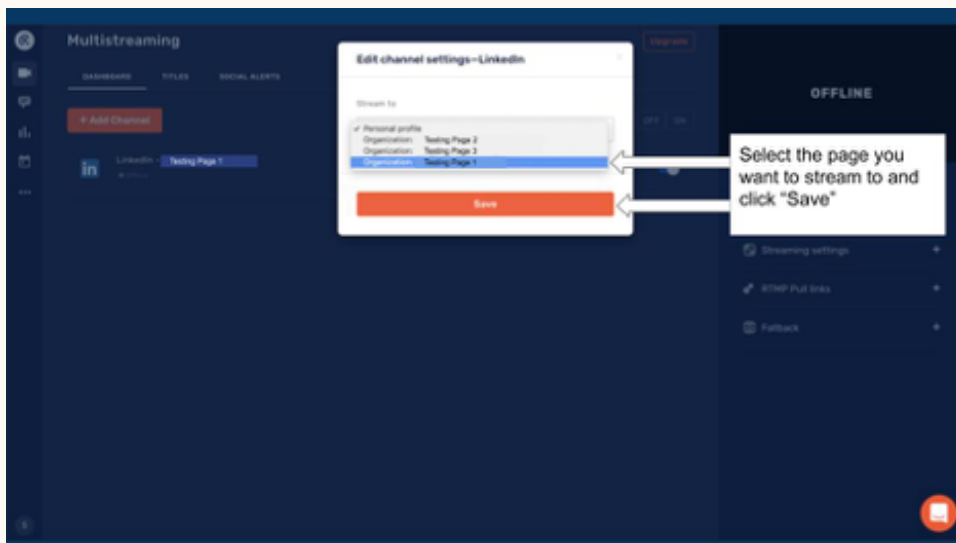 Multistreaming
Upgrade
DASHBOARD TITLES SOCIAL ALERTS
+ Add Channel
OFF ON
in
LinkedIn - Testing Page 1
Edit channel settings—LinkedIn
Stream to
✓ Personal profile
Organization: Testing Page 2
Organization: Testing Page 3
Organization: Testing Page 1
Save
OFFLINE
Select the page you
want to stream to and
click “Save”
Streaming settings +
RTMP Pull links +
Fallback +